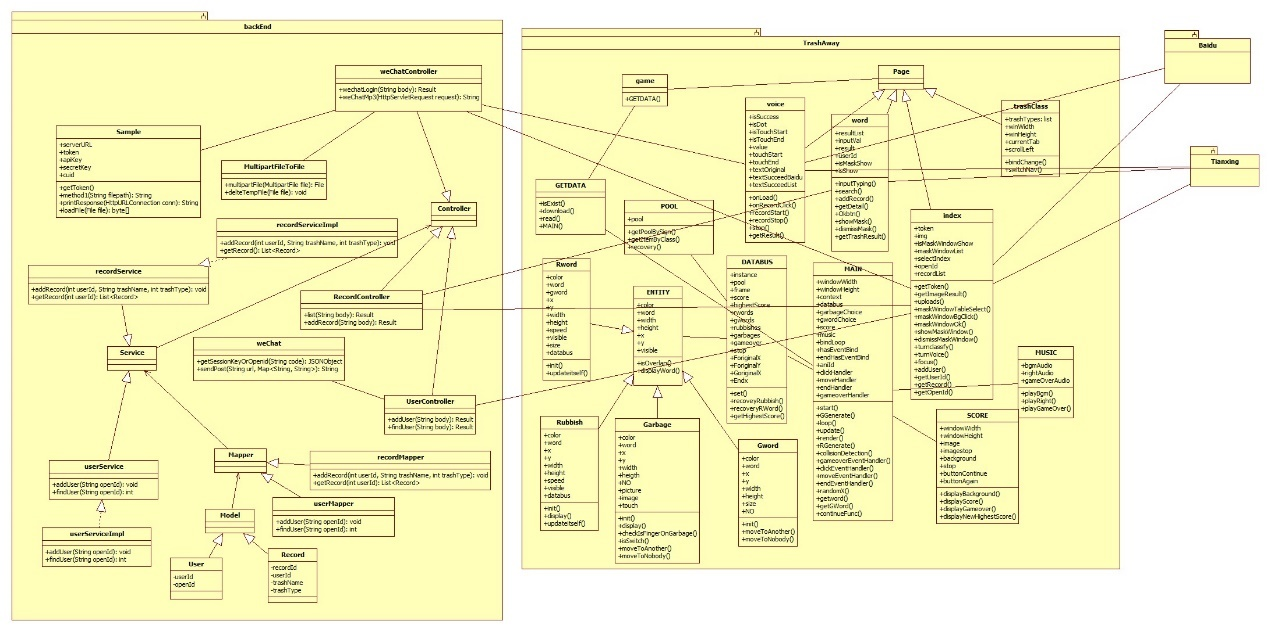 backEnd
weChatController
+weChatLogin(String body): Result
+weChatMp3(HttpServletRequest request): String
Sample
+serverURL
+token
+apiKey
+secretKey
+cuid
+getToken()
+method1(String filepath): String
+printResponse(HttpURLConnection conn): String
+loadFile(File file): byte[]
MultipartFileToFile
+multipartFile(MultipartFile file): File
+delteTempFile(File file): void
Controller
recordServiceImpl
+addRecord(int userId, String trashName, int trashType): void
+getRecord(): List<Record>
recordService
+addRecord(int userId, String trashName, int trashType): void
+getRecord(int userId): List<Record>
RecordController
+list(String body): Result
+addRecord(String body): Result
Service
weChat
+getSessionKeyOrOpenid(String code): JSONObject
+sendPost(String url, Map<String, String>): String
UserController
+addUser(String body): Result
+findUser(String body): Result
userService
+addUser(String openId): void
+findUser(String openId): int
Mapper
recordMapper
+addRecord(int userId, String trashName, int trashType): void
+getRecord(int userId): List<Record>
userMapper
+addUser(String openId): void
+findUser(String openId): int
userServiceImpl
+addUser(String openId): void
+findUser(String openId): int
Model
User
-userId
-openId
Record
-recordId
-userId
-trashName
-trashType
TrashAway
game
+GETDATA()
Page
voice
+isSuccess
+isDot
+isTouchStart
+isTouchEnd
+value
+touchStart
+touchEnd
+textOriginal
+textSucceedBaidu
+textSucceedList
+onLoad()
+onRecordClick()
+recordStart()
+recordStop()
+stop()
+getResult()
word
+resultList
+inputVal
+result
+userId
+isMaskShow
+isShow
+inputTyping()
+search()
+addRecord()
+getDetail()
+Okbtn()
+showMask()
+dismissMask()
+getTrashResult()
trashClass
+trashTypes: list
+winWidth
+winHeight
+currentTab
+scrollLeft
+bindChange()
+switchNav()
GETDATA
+isExist()
+download()
+read()
+MAIN()
POOL
+pool
+getPoolBySign()
+getItemByClass()
+recovery()
index
+token
+img
+isMaskWindowShow
+maskWindowList
+selectIndex
+openId
+recordList
+getToken()
+getImageResult()
+uploads()
+maskWindowTableSelect()
+maskWindowBgClick()
+maskWindowOk()
+showMaskWindow()
+dismissMaskWindow()
+turnclassfy()
+turnVoice()
+focus()
+addUser()
+getUserId()
+getRecord()
+getOpenId()
Rword
+color
+word
+gword
+x
+y
+width
+height
+speed
+visible
+size
+databus
+init()
+updateitself()
ENTITY
+color
+word
+width
+height
+x
+y
+visible
+isOverlap()
+displayWord()
DATABUS
+instance
+pool
+frame
+score
+highestScore
+rwords
+gwords
+rubbishs
+garbages
+gameover
+stop
+FonginalX
+ForiginalY
+GoriginalX
+Endx
+set()
+recoveyRubbish()
+recoveryRWord()
+getHighestScore()
MAIN
+windowWidth
+windowHeight
+context
+databus
+garbageChoice
+gwordChoice
+score
+music
+bindLoop
+hasEventBind
+endHasEventBind
+aniId
+clickHandler
+moveHandler
+endHandler
+gameoverHandler
+start()
+GGenerate()
+loop()
+update()
+render()
+RGenerate()
+collisionDetection()
+gameoverEventHandler()
+clickEventHandler()
+moveEventHandler()
+endEventHandler()
+randomX()
+getword()
+getGWord()
+continueFunc()
MUSIC
+bgmAudio
+rightAudio
+gameOverAudio
+playBgm()
+playRight()
+playGameOver()
SCORE
+windowWidth
+windowHeight
+image
+imagestop
+background
+stop
+buttonContinue
+buttonAgain
+displayBackground()
+displayScore()
+displayGameover()
+displayNewHighestScore()
Rubbish
+color
+word
+x
+y
+width
+height
+speed
+visible
+databus
+init()
+display()
+updateitself()
Garbage
+color
+word
+x
+y
+width
+heigth
+NO
+picture
+image
+touch
+init()
+display()
+checkIsFingerOnGarbage()
+isSwitch()
+moveToAnother()
+moveToNobody()
Gword
+color
+word
+x
+y
+width
+height
+size
+NO
+init()
+moveToAnother()
+moveToNobody()
Baidu
Tianxing